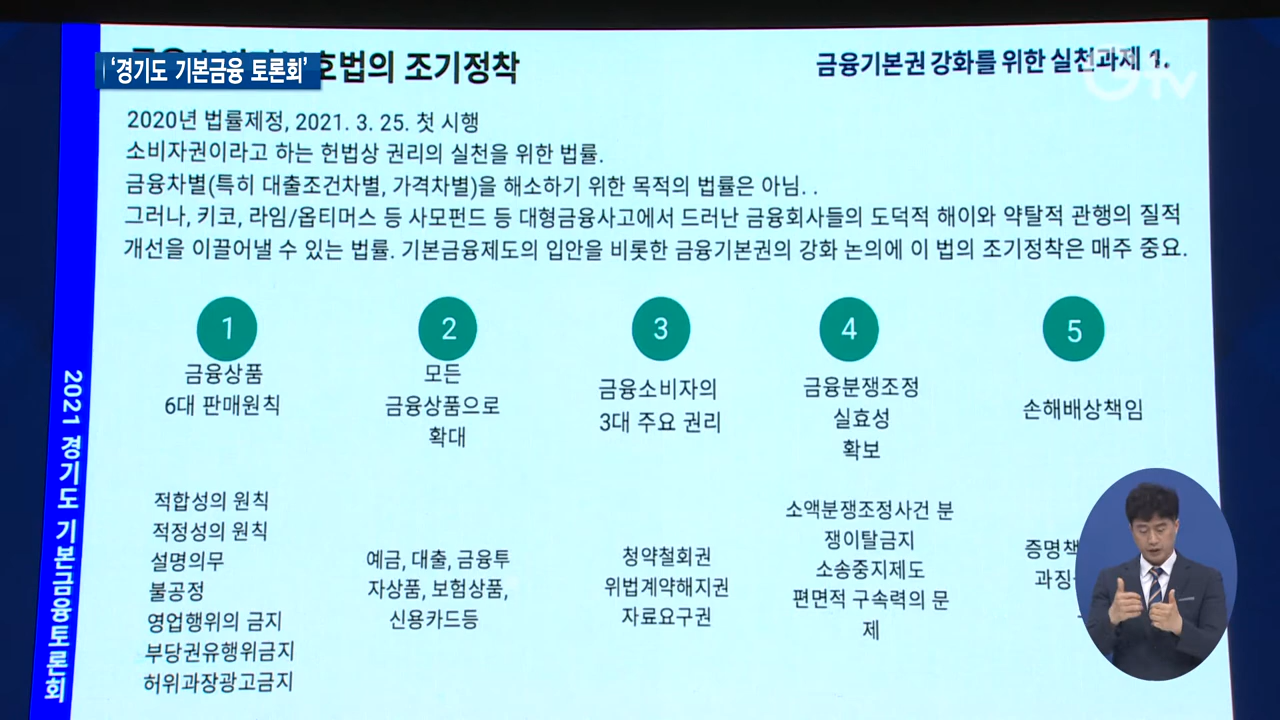 '경기도 기본금융 토론회'
호법의 조기정착
금융기본권 강화를 위한 실천과제 1.
GTV
2020년 법률제정, 2021. 3. 25. 첫 시행
소비자권이라고 하는 헌법상 권리의 실천을 위한 법률.
금융차별(특히 대출조건차별, 가격차별)을 해소하기 위한 목적의 법률은 아님. .
그러나, 키코, 라임/옵티머스 등 사모펀드 등 대형금융사고에서 드러난 금융회사들의 도덕적 해이와 약탈적 관행의 질적
개선을 이끌어낼 수 있는 법률. 기본금융제도의 입안을 비롯한 금융기본권의 강화 논의에 이 법의 조기정착은 매주 중요.
1
금융상품
6대 판매원칙
적합성의 원칙
적정성의 원칙
설명의무
불공정
영업행위의 금지
부당권유행위금지
허위과장광고금지
2
모든
금융상품으로
확대
예금, 대출, 금융투
자상품, 보험상품,
신용카드등
3
금융소비자의
3대 주요 권리
청약철회권
위법계약해지권
자료요구권
4
금융분쟁조정
실효성
확보
소액분쟁조정사건 분
쟁이탈금지
소송중지제도
편면적 구속력의 문
제
5
손해배상책임
증명책
과징
2021 경기도 기본금융토론회